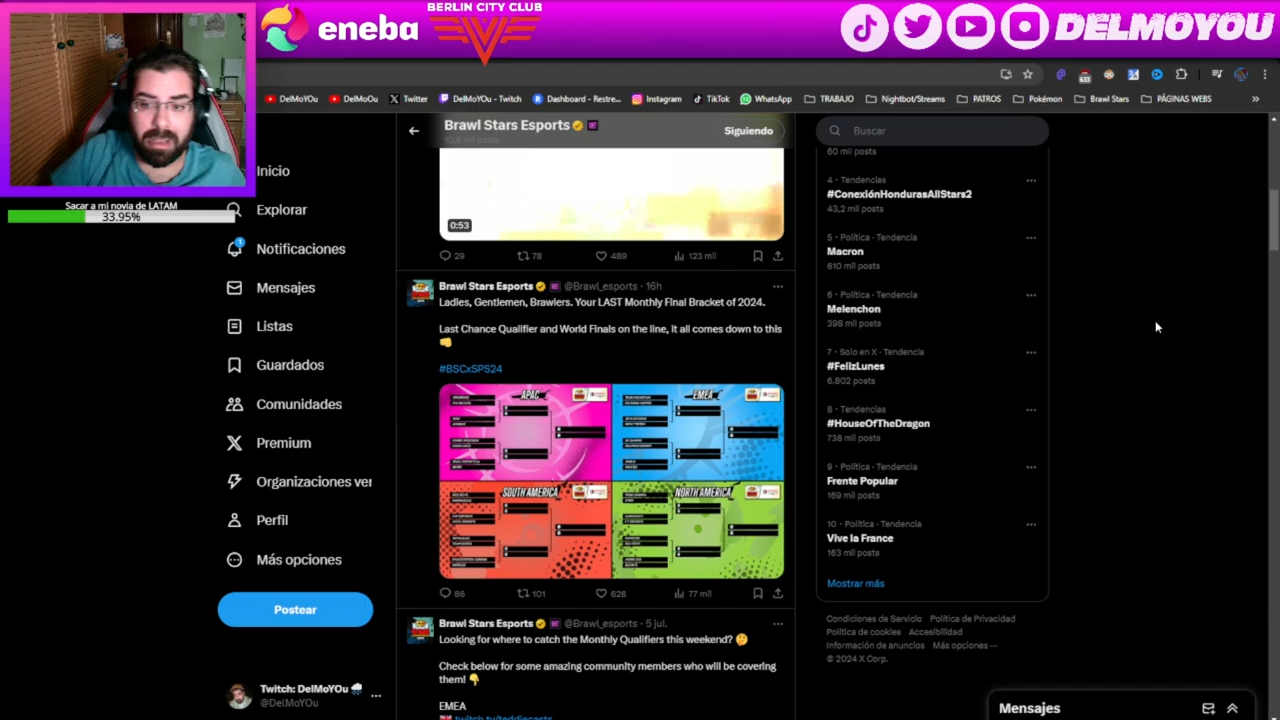 BERLIN CITY CLUB
eneba
DELMOYOU
DelMoYOu
DelMoOu
Twitter
DelMoYOu - Twitch
Dashboard - Restre...
Instagram
TikTok
WhatsApp
TRABAJO
Nightbot/Streams
PATROS
Pokémon
Brawl Stars
PÁGINAS WEBS
Sacar a mi novia de LATAM
33.95%
Inicio
Explorar
1
Notificaciones
Mensajes
Listas
Guardados
Comunidades
Premium
Organizaciones ver
Perfil
Más opciones
Postear
Twitch: DelMoYOu
@DelMoYOU
Brawl Stars Esports
Siguiendo
0:53
29
78
489
123 mil
Brawl Stars Esports @Brawl_esports · 16h
Ladies, Gentlemen, Brawlers. Your LAST Monthly Final Bracket of 2024.
Last Chance Qualifier and World Finals on the line, it all comes down to this
#BSCxSPS24
APAC
EMEA
SOUTH AMERICA
NORTH AMERICA
86
101
628
77 mil
Brawl Stars Esports @Brawl_esports · 5 jul.
Looking for where to catch the Monthly Qualifiers this weekend?
Check below for some amazing community members who will be covering
them!
EMEA
twitch.tv/teddiecasts
Buscar
60 mil posts
4 · Tendencias
#ConexiónHondurasAllStars2
43,2 mil posts
5 · Política · Tendencia
Macron
610 mil posts
6 · Política · Tendencia
Melenchon
398 mil posts
7 · Solo en X · Tendencia
#FelizLunes
6.802 posts
8 · Tendencias
#HouseOfTheDragon
738 mil posts
9 · Política · Tendencia
Frente Popular
169 mil posts
10 · Política · Tendencia
Vive la France
163 mil posts
Mostrar más
Condiciones de Servicio Política de Privacidad
Política de cookies Accesibilidad
Información de anuncios Más opciones ···
© 2024 X Corp.
Mensajes